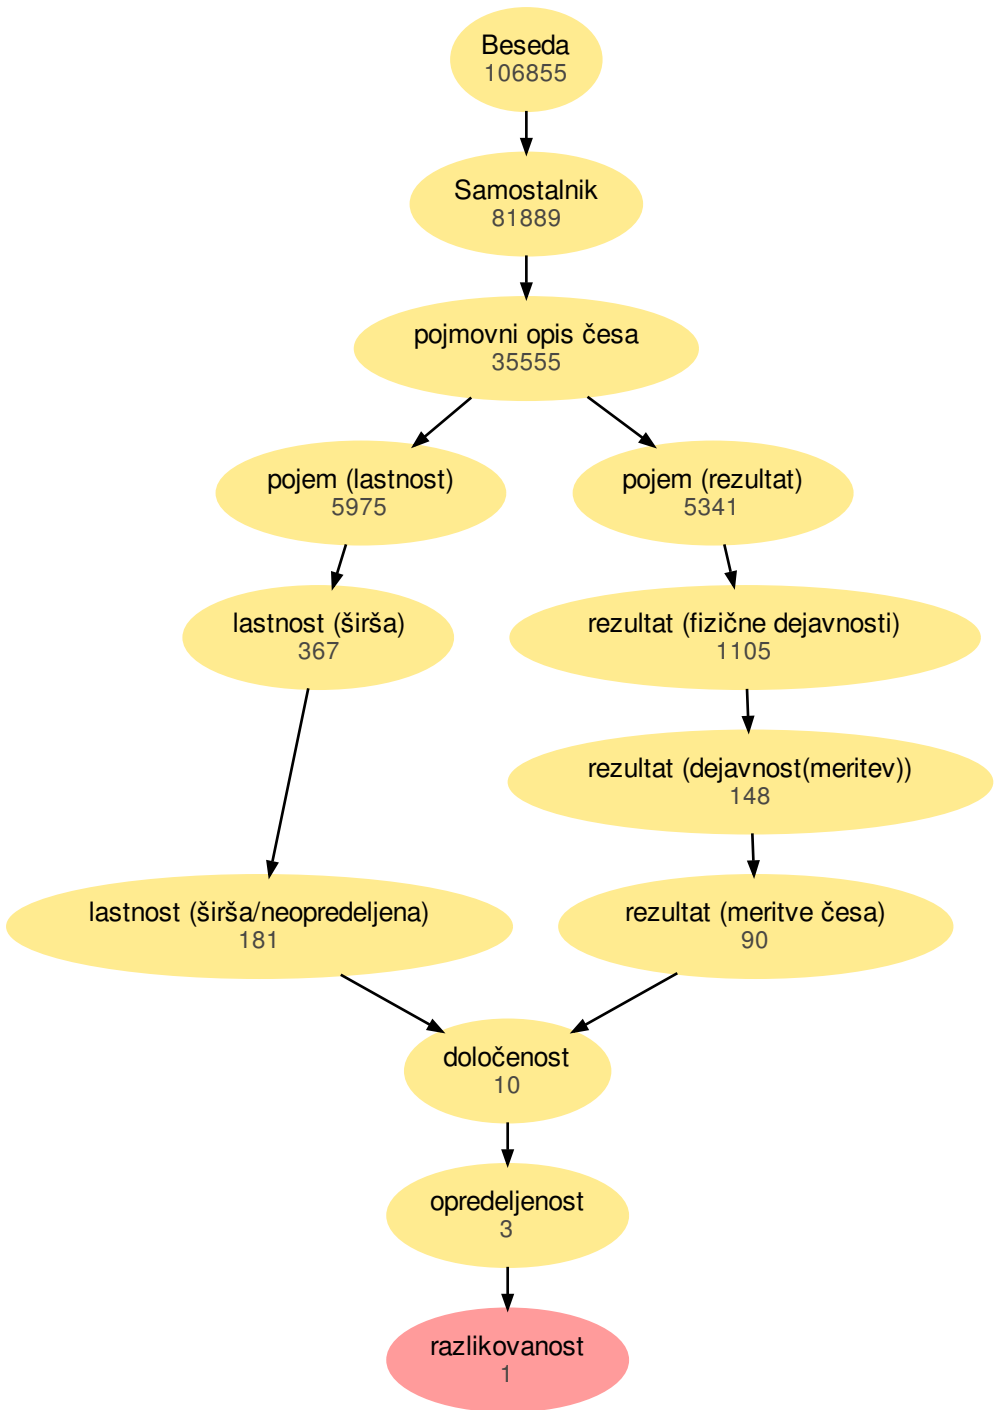 Beseda
106855
Samostalnik
81889
pojmovni opis česa
35555
pojem (lastnost)
5975
pojem (rezultat)
5341
lastnost (širša)
367
rezultat (fizične dejavnosti)
1105
rezultat (dejavnost(meritev))
148
lastnost (širša/neopredeljena)
181
rezultat (meritve česa)
90
določenost
10
opredeljenost
3
razlikovanost
1